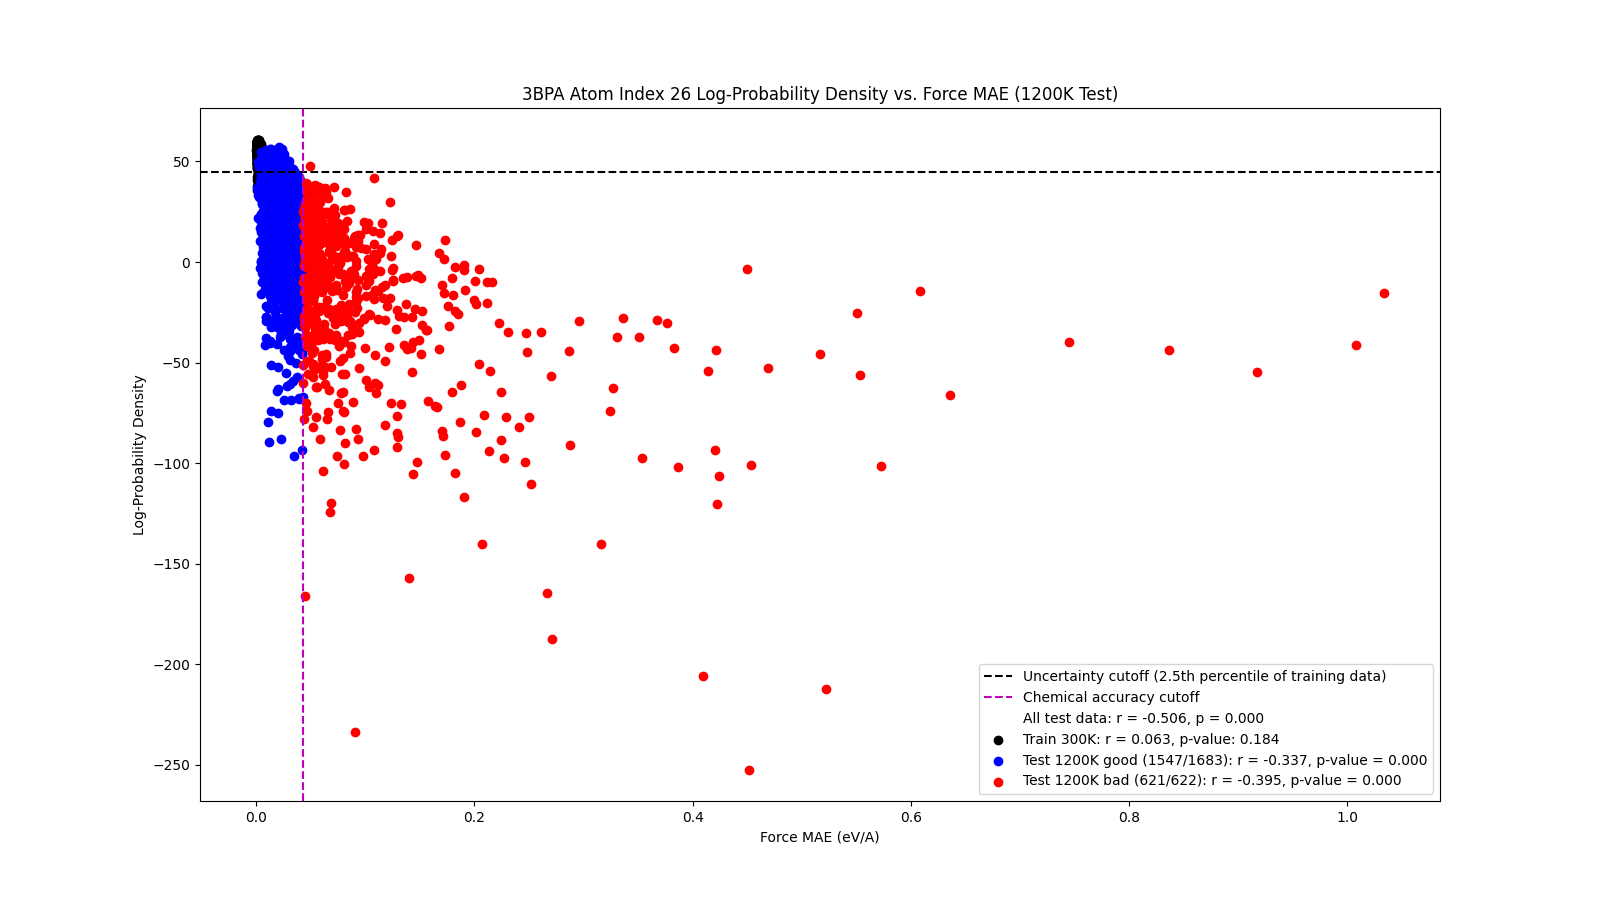 3BPA Atom Index 26 Log-Probability Density vs. Force MAE (1200K Test)
Log-Probability Density
50
0
−50
−100
−150
−200
−250
0.0
0.2
0.4
0.6
0.8
1.0
Force MAE (eV/A)
Uncertainty cutoff (2.5th percentile of training data)
Chemical accuracy cutoff
All test data: r = -0.506, p = 0.000
Train 300K: r = 0.063, p-value: 0.184
Test 1200K good (1547/1683): r = -0.337, p-value = 0.000
Test 1200K bad (621/622): r = -0.395, p-value = 0.000